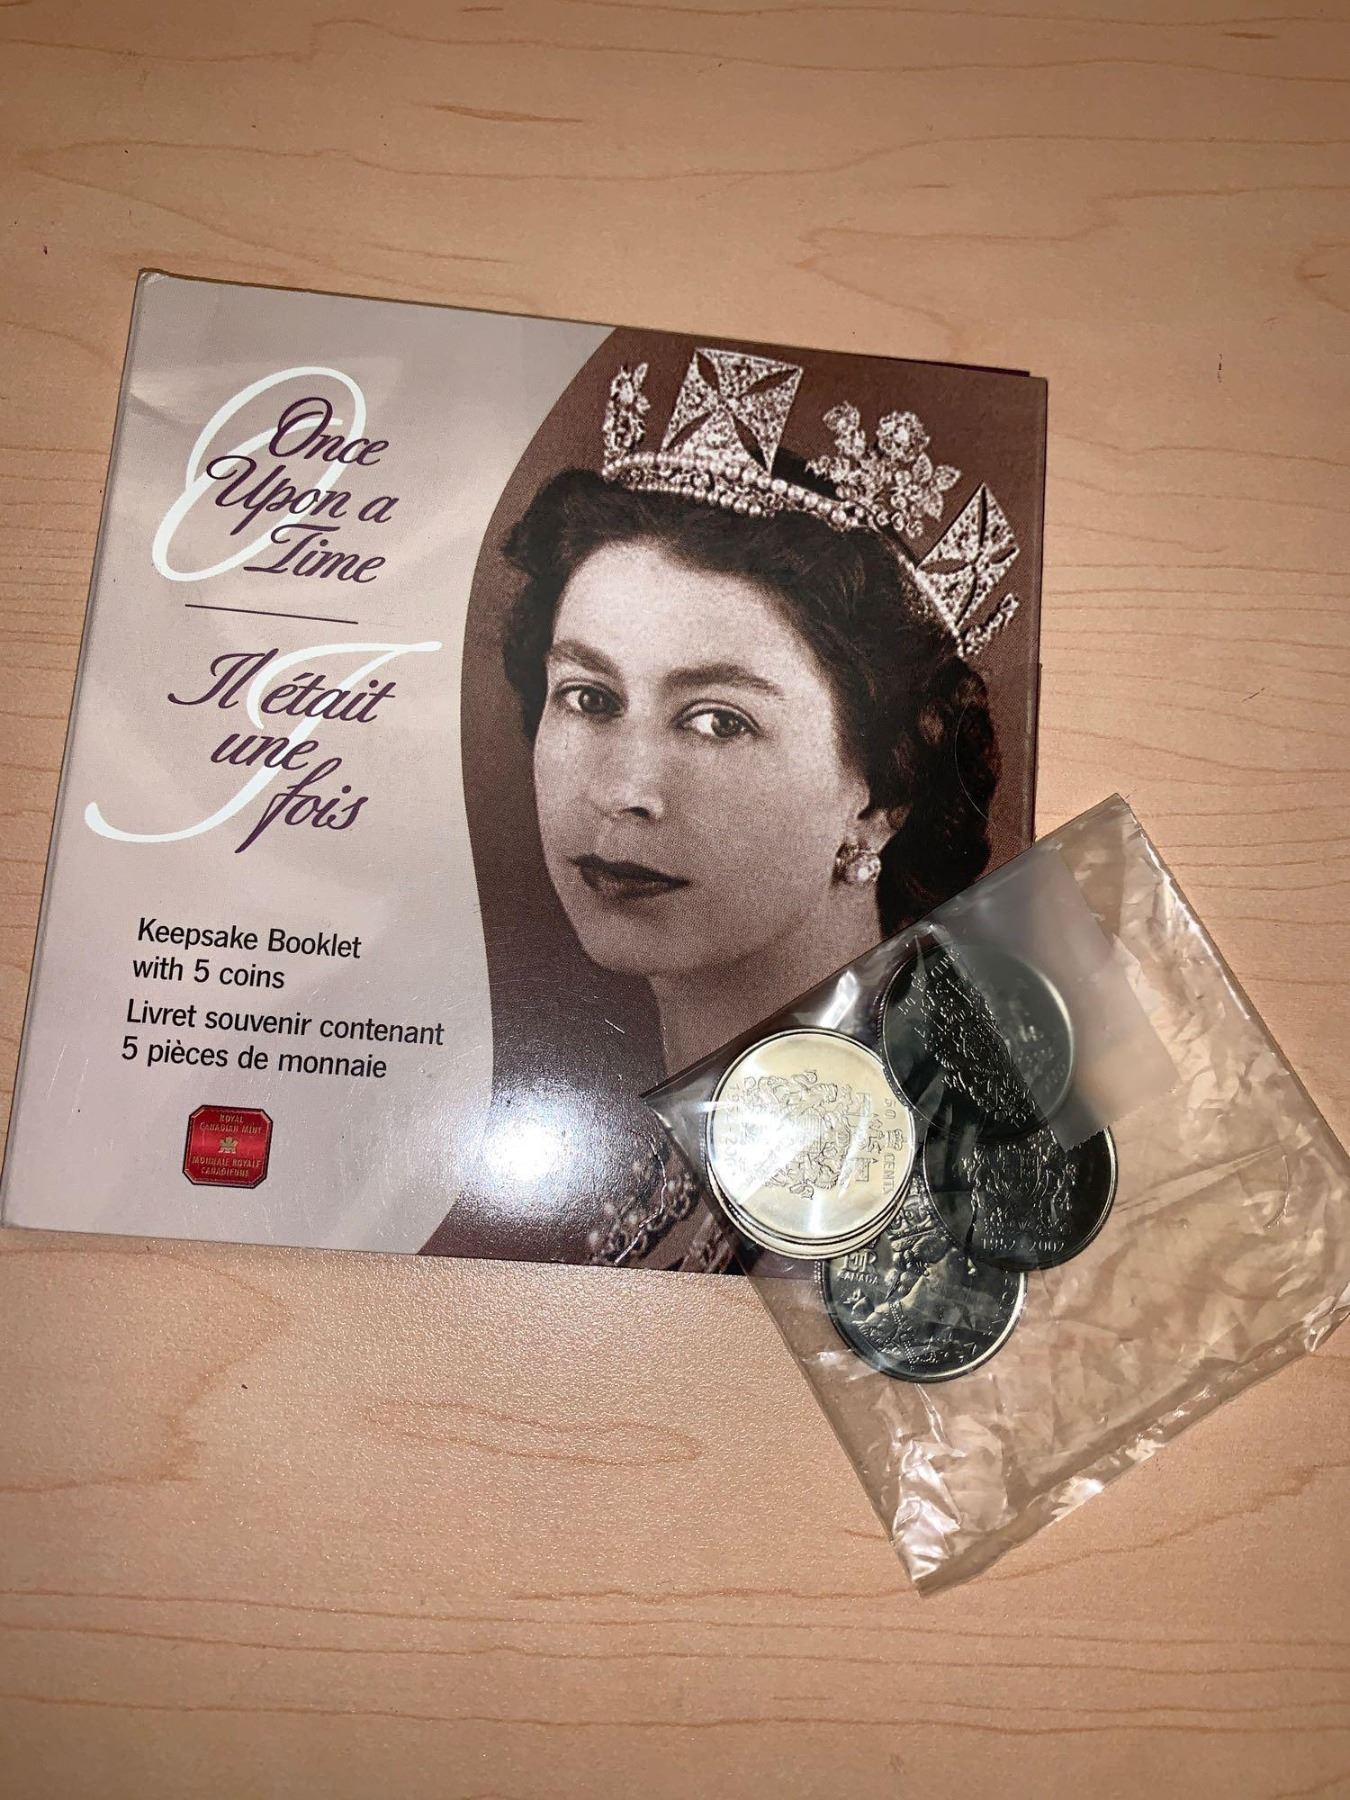 Once
Upon a
Time
Il était
une
fois
Keepsake Booklet
with 5 coins
Livret souvenir contenant
5 pièces de monnaie
ROYAL
CANADIAN MINT
MONNAIE ROYALE
CANADIENNE
50 CENTS
CANADA
1952-2002